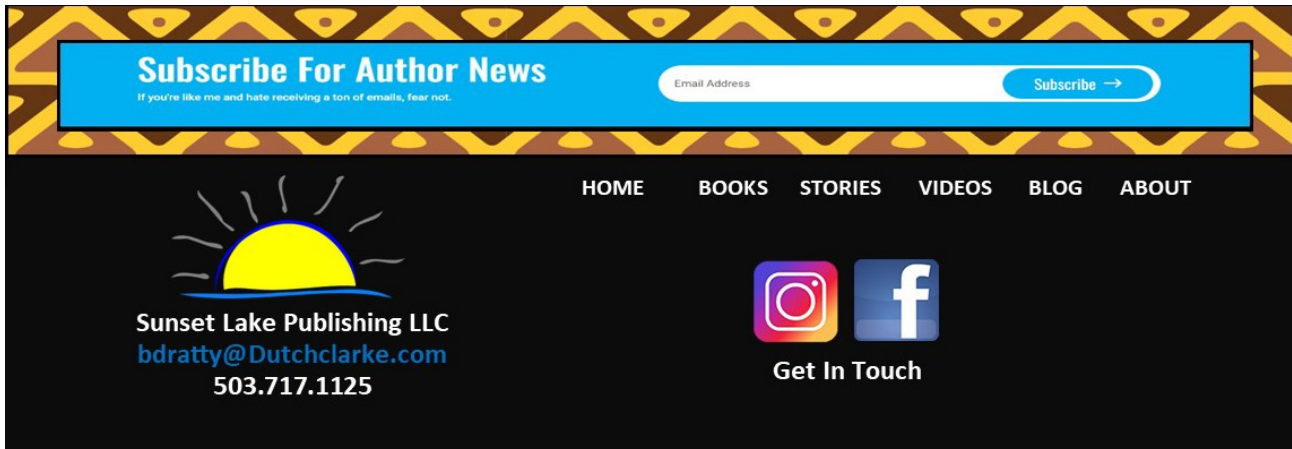 Subscribe For Author News
If you're like me and hate receiving a ton of emails, fear not.
Email Address
Subscribe →
HOME BOOKS STORIES VIDEOS BLOG ABOUT
Sunset Lake Publishing LLC
bdratty@Dutchclarke.com
503.717.1125
Get In Touch